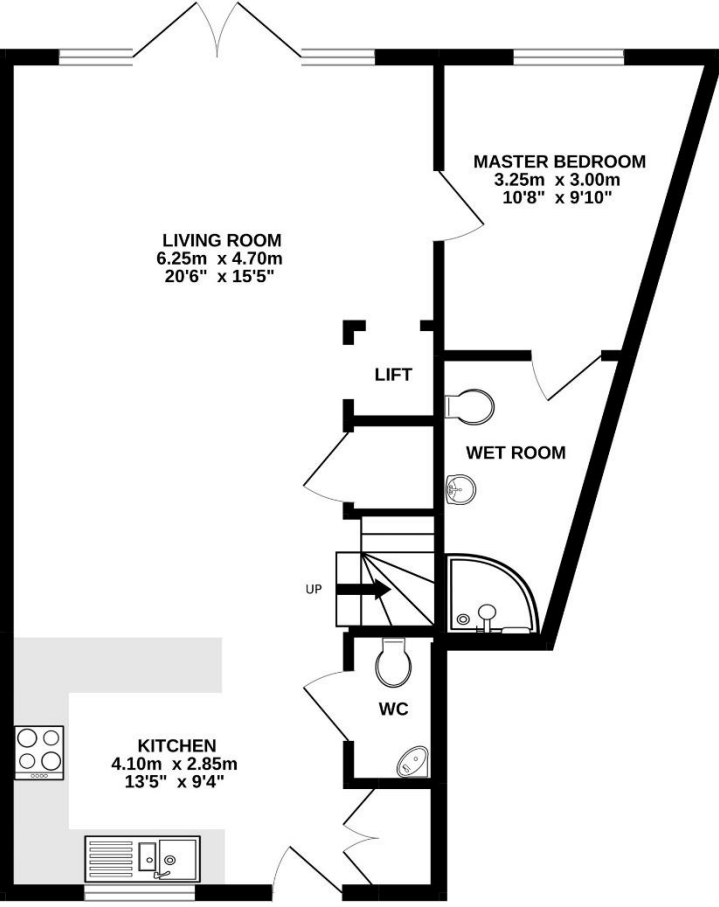 MASTER BEDROOM
3.25m x 3.00m
10'8" x 9'10"
LIVING ROOM
6.25m x 4.70m
20'6" x 15'5"
LIFT
WET ROOM
UP
WC
KITCHEN
4.10m x 2.85m
13'5" x 9'4"